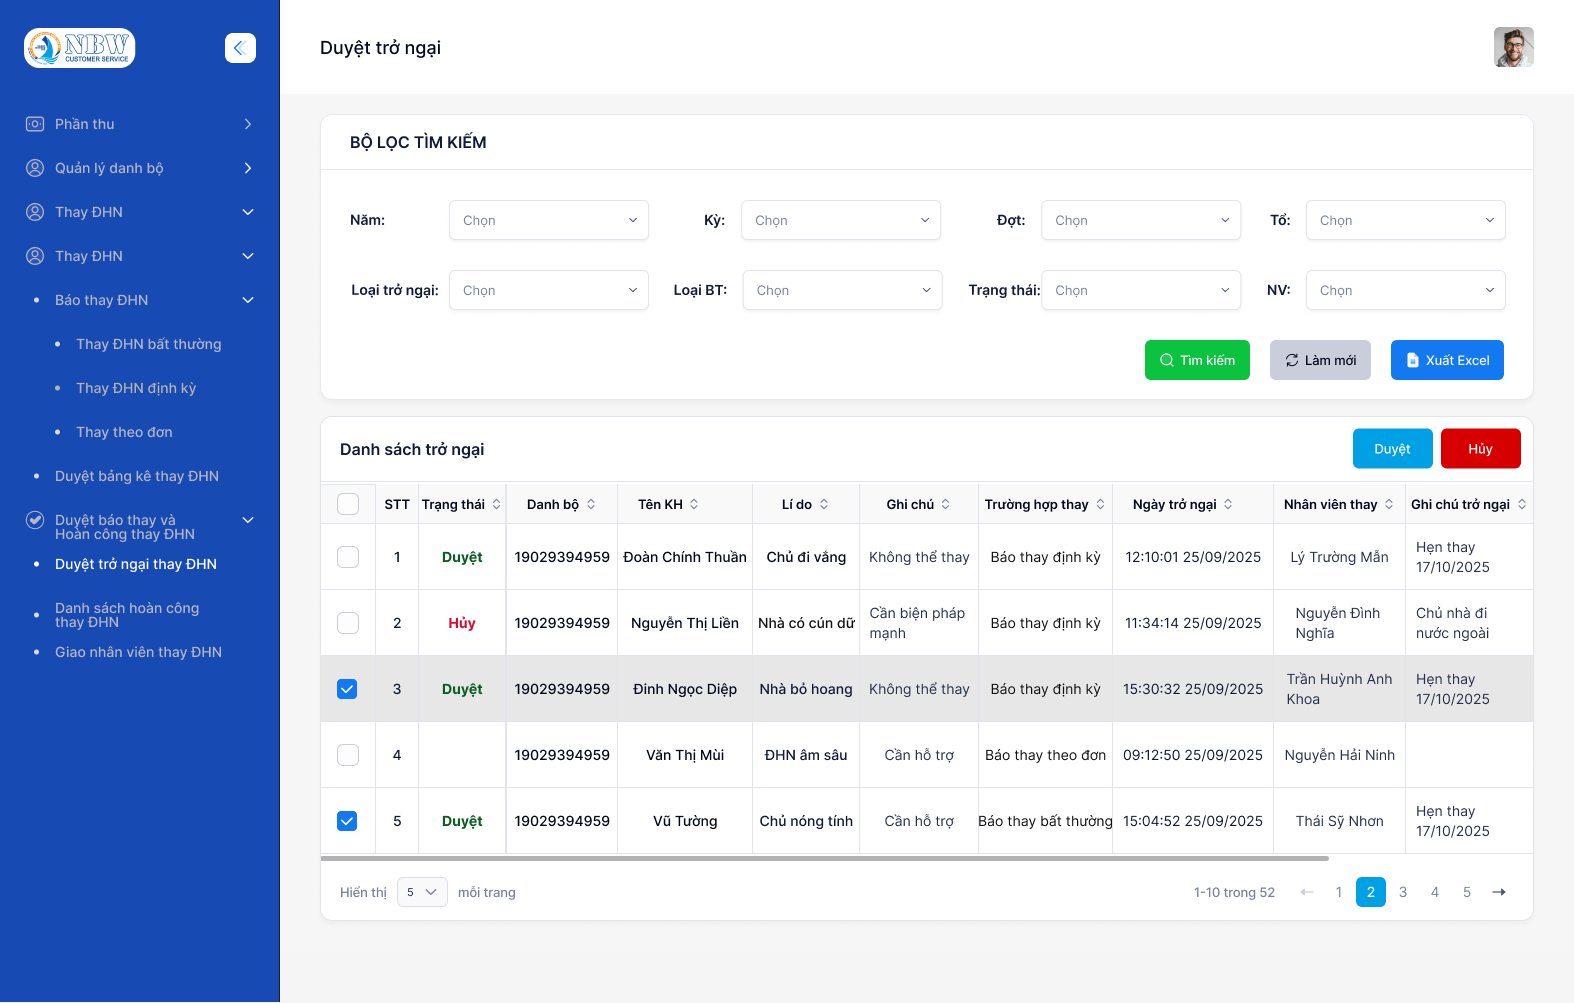 NBW
CUSTOMER SERVICE
Duyệt trở ngại
Phần thu
Quản lý danh bộ
Thay ĐHN
Thay ĐHN
Báo thay ĐHN
Thay ĐHN bất thường
Thay ĐHN định kỳ
Thay theo đơn
Duyệt bảng kê thay ĐHN
Duyệt báo thay và
Hoàn công thay ĐHN
Duyệt trở ngại thay ĐHN
Danh sách hoàn công
thay ĐHN
Giao nhân viên thay ĐHN
BỘ LỌC TÌM KIẾM
Năm: Chọn Kỳ: Chọn Đợt: Chọn Tổ: Chọn
Loại trở ngại: Chọn Loại BT: Chọn Trạng thái: Chọn NV: Chọn
Tìm kiếm Làm mới Xuất Excel
Danh sách trở ngại Duyệt Hủy
STT Trạng thái Danh bộ Tên KH Lí do Ghi chú Trường hợp thay Ngày trở ngại Nhân viên thay Ghi chú trở ngại
1 Duyệt 19029394959 Đoàn Chính Thuần Chủ đi vắng Không thể thay Báo thay định kỳ 12:10:01 25/09/2025 Lý Trường Mẫn Hẹn thay
17/10/2025
2 Hủy 19029394959 Nguyễn Thị Liền Nhà có cún dữ Cần biện pháp
mạnh Báo thay định kỳ 11:34:14 25/09/2025 Nguyễn Đình
Nghĩa Chủ nhà đi
nước ngoài
3 Duyệt 19029394959 Đinh Ngọc Diệp Nhà bỏ hoang Không thể thay Báo thay định kỳ 15:30:32 25/09/2025 Trần Huỳnh Anh
Khoa Hẹn thay
17/10/2025
4 19029394959 Văn Thị Mùi ĐHN âm sâu Cần hỗ trợ Báo thay theo đơn 09:12:50 25/09/2025 Nguyễn Hải Ninh
5 Duyệt 19029394959 Vũ Tường Chủ nóng tính Cần hỗ trợ Báo thay bất thường 15:04:52 25/09/2025 Thái Sỹ Nhơn Hẹn thay
17/10/2025
Hiển thị 5 mỗi trang 1-10 trong 52 ← 1 2 3 4 5 →